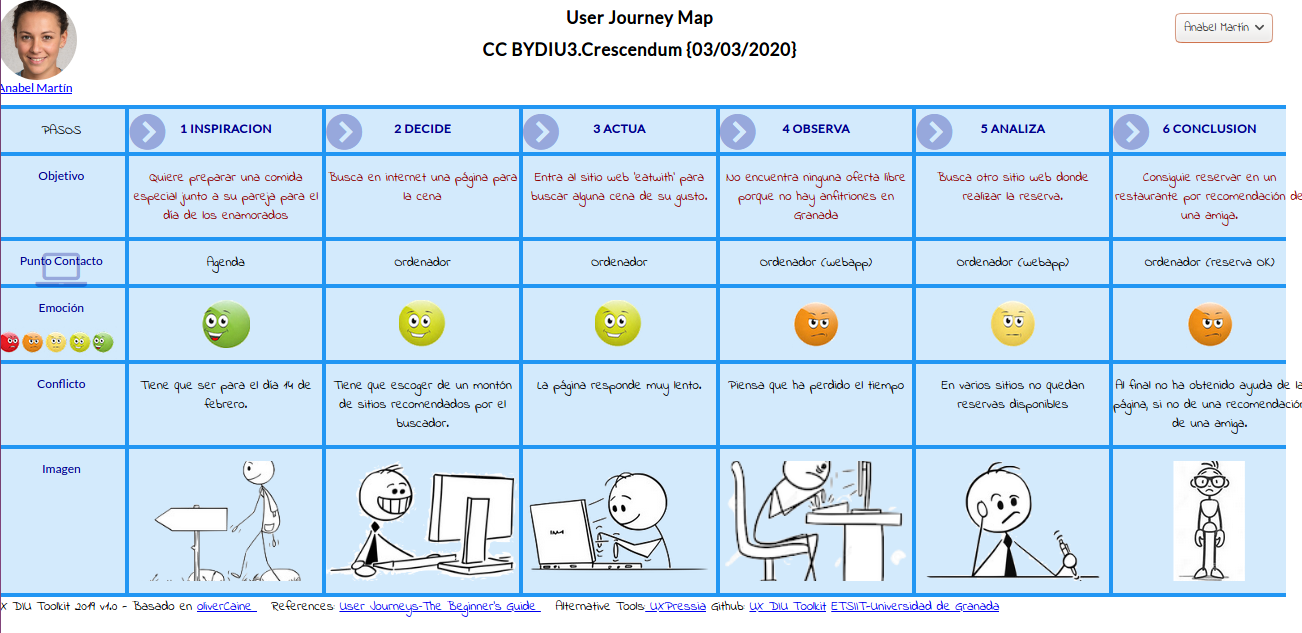 User Journey Map
CC BYDIU3.Crescendum {03/03/2020}
Anabel Martín
Anabel Martín
PASOS
1 INSPIRACION
2 DECIDE
3 ACTUA
4 OBSERVA
5 ANALIZA
6 CONCLUSION
Objetivo
Quiere preparar una comida
especial junto a su pareja para el
día de los enamorados
Busca en internet una página para
la cena
Entra al sitio web 'eatwith' para
buscar alguna cena de su gusto.
No encuentra ninguna oferta libre
porque no hay anfitriones en
Granada
Busca otro sitio web donde
realizar la reserva.
Consiguie reservar en un
restaurante por recomendación de
una amiga.
Punto Contacto
Agenda
Ordenador
Ordenador
Ordenador (webapp)
Ordenador (webapp)
Ordenador (reserva OK)
Emoción
Conflicto
Tiene que ser para el día 14 de
febrero.
Tiene que escoger de un montón
de sitios recomendados por el
buscador.
La página responde muy lento.
Piensa que ha perdido el tiempo
En varios sitios no quedan
reservas disponibles
Al final no ha obtenido ayuda de la
página, si no de una recomendación
de una amiga.
Imagen
X DIU Toolkit 2019 v1.0 - Basado en oliverCaine References: User Journeys-The Beginner's Guide Alternative Tools: UXPressia Github: UX DIU Toolkit ETSIIT-Universidad de Granada